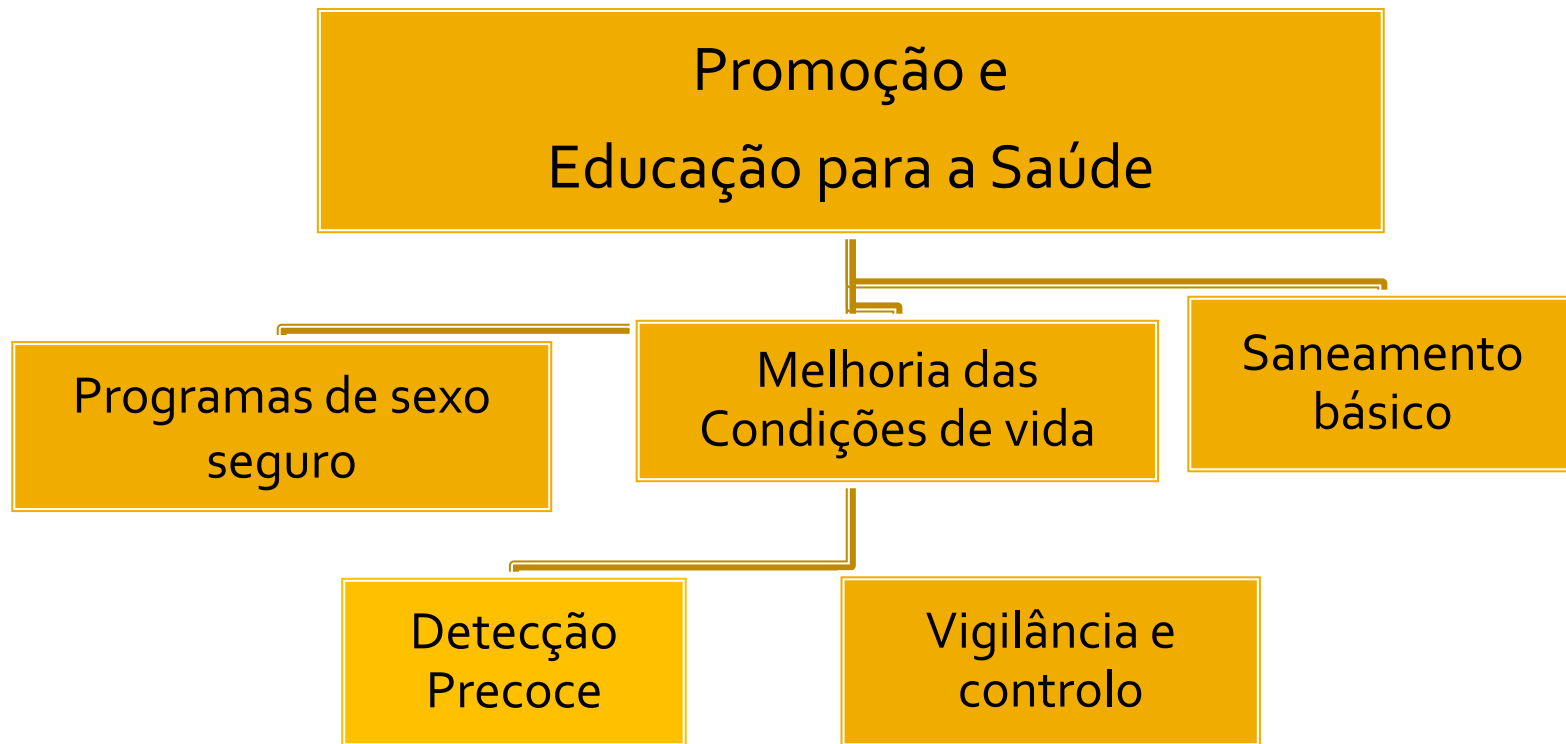 Promoção e
Educação para a Saúde
Programas de sexo
seguro
Melhoria das
Condições de vida
Saneamento
básico
Detecção
Precoce
Vigilância e
controlo